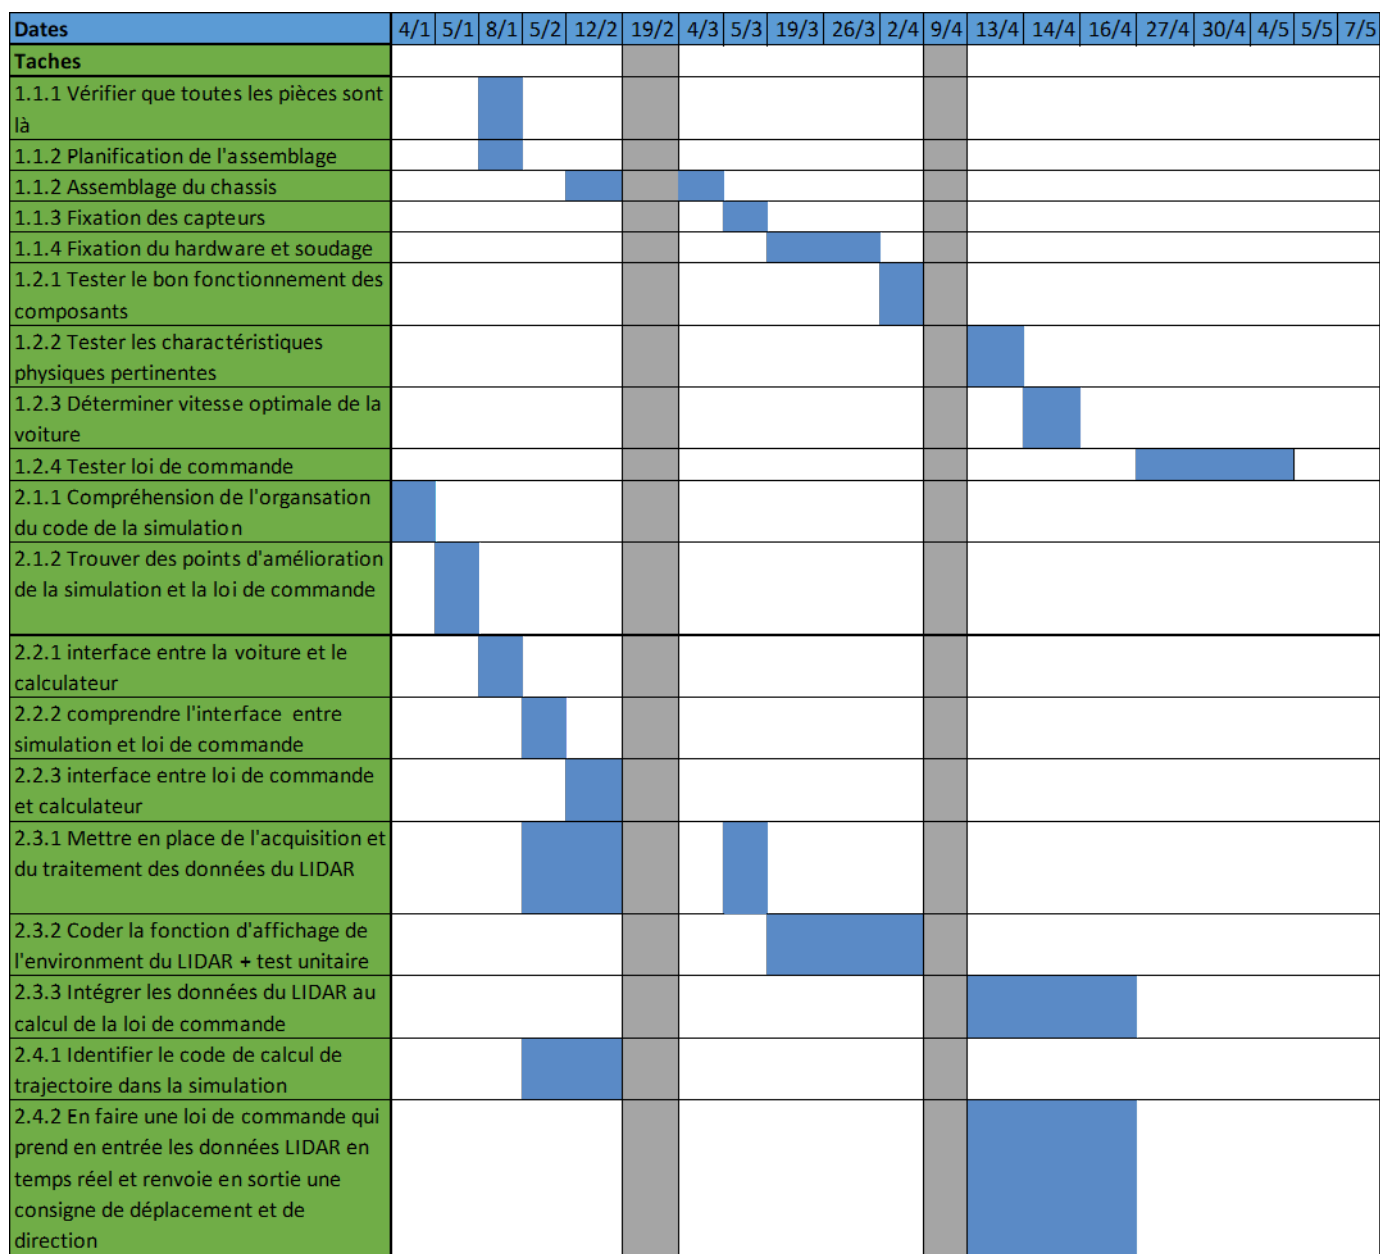 Dates 4/1 5/1 8/1 5/2 12/2 19/2 4/3 5/3 19/3 26/3 2/4 9/4 13/4 14/4 16/4 27/4 30/4 4/5 5/5 7/5
Taches
1.1.1 Vérifier que toutes les pièces sont
là
1.1.2 Planification de l'assemblage
1.1.2 Assemblage du chassis
1.1.3 Fixation des capteurs
1.1.4 Fixation du hardware et soudage
1.2.1 Tester le bon fonctionnement des
composants
1.2.2 Tester les charactéristiques
physiques pertinentes
1.2.3 Déterminer vitesse optimale de la
voiture
1.2.4 Tester loi de commande
2.1.1 Compréhension de l'organsation
du code de la simulation
2.1.2 Trouver des points d'amélioration
de la simulation et la loi de commande
2.2.1 interface entre la voiture et le
calculateur
2.2.2 comprendre l'interface entre
simulation et loi de commande
2.2.3 interface entre loi de commande
et calculateur
2.3.1 Mettre en place de l'acquisition et
du traitement des données du LIDAR
2.3.2 Coder la fonction d'affichage de
l'environment du LIDAR + test unitaire
2.3.3 Intégrer les données du LIDAR au
calcul de la loi de commande
2.4.1 Identifier le code de calcul de
trajectoire dans la simulation
2.4.2 En faire une loi de commande qui
prend en entrée les données LIDAR en
temps réel et renvoie en sortie une
consigne de déplacement et de
direction